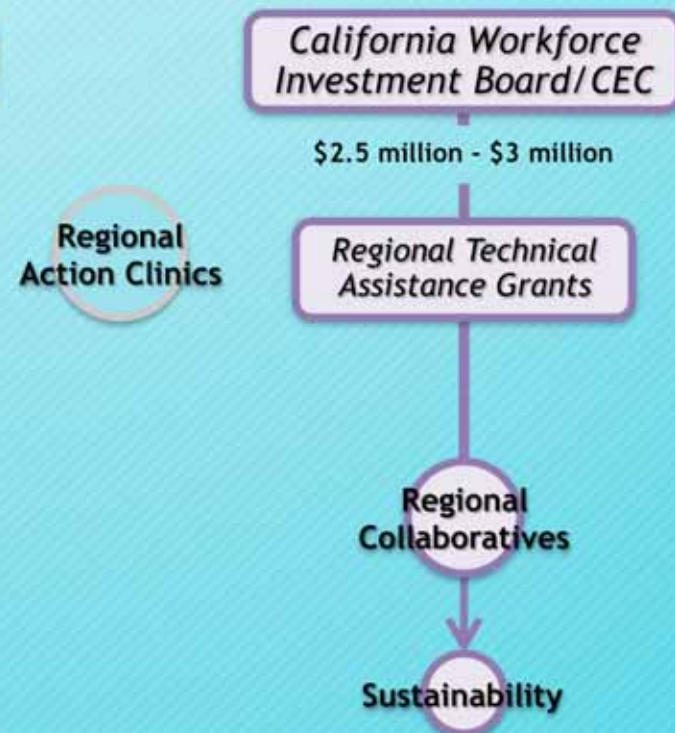 California Workforce
Investment Board/CEC
$2.5 million - $3 million
Regional
Action Clinics
Regional Technical
Assistance Grants
Regional
Collaboratives
Sustainability